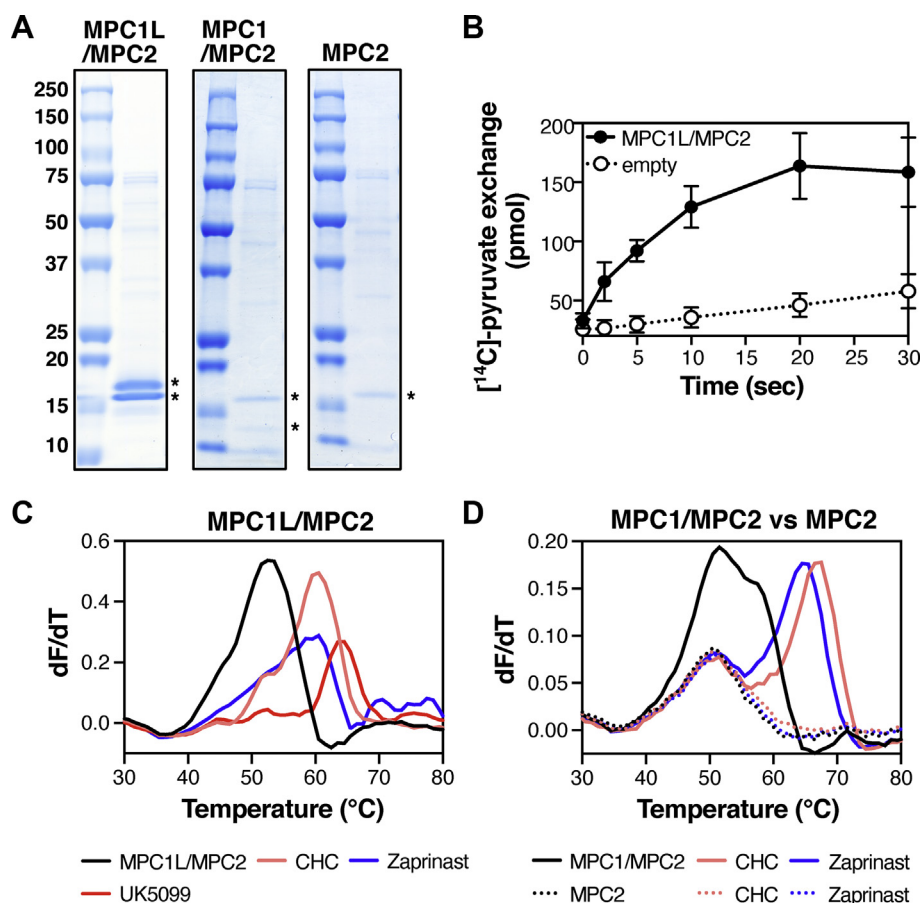 A
MPC1L
/MPC2
MPC1
/MPC2
MPC2
250
150
100
75
50
37
25
20
15
10
*
*
*
*
*
B
[¹⁴C]-pyruvate exchange
(pmol)
200
150
100
50
MPC1L/MPC2
empty
0 5 10 15 20 25 30
Time (sec)
C
MPC1L/MPC2
dF/dT
0.6
0.4
0.2
0.0
30 40 50 60 70 80
Temperature (°C)
MPC1L/MPC2 CHC Zaprinast
UK5099
D
MPC1/MPC2 vs MPC2
dF/dT
0.20
0.15
0.10
0.05
0.00
30 40 50 60 70 80
Temperature (°C)
MPC1/MPC2 CHC Zaprinast
MPC2 CHC Zaprinast